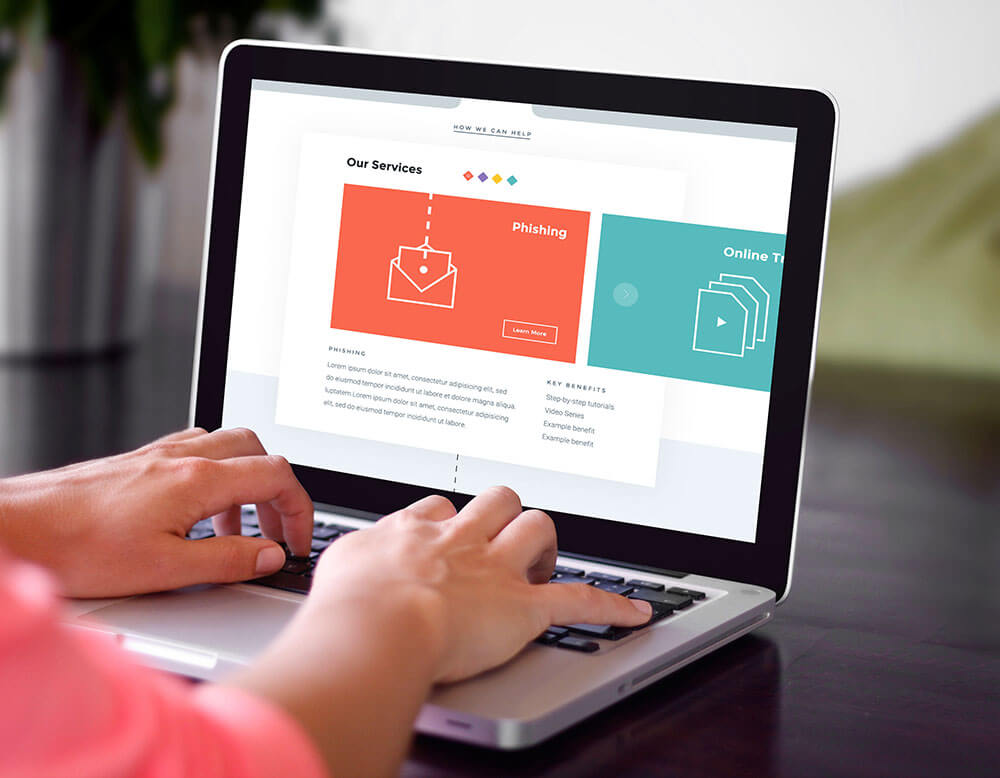 HOW WE CAN HELP
Our Services
Phishing
Learn More
Online
PHISHING
Lorem ipsum dolor sit amet, consectetur adipisicing elit, sed
do eiusmod tempor incididunt ut labore et dolore magna aliqua.
luptatem Lorem ipsum dolor sit amet, consectetur adipisicing
elit, sed do eiusmod tempor incididunt ut labore.
KEY BENEFITS
Step-by-step tutorials
Video Series
Example benefit
Example benefit